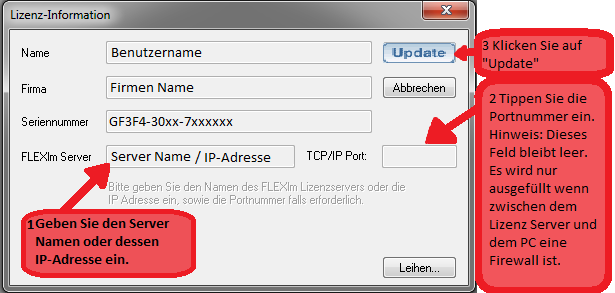 Lizenz-Information
Name
Benutzername
Update
Firma
Firmen Name
Abbrechen
Seriennummer
GF3F4-30xx-7xxxxxx
FLEXlm Server
Server Name / IP-Adresse
TCP/IP Port:
Bitte geben Sie den Namen des FLEXlm Lizenzservers oder die
IP Adresse ein, sowie die Portnummer falls erforderlich.
Leihen...
1 Geben Sie den Server
Namen oder dessen
IP-Adresse ein.
2 Tippen Sie die
Portnummer ein.
Hinweis: Dieses
Feld bleibt leer.
Es wird nur
ausgefüllt wenn
zwischen dem
Lizenz Server und
dem PC eine
Firewall ist.
3 Klicken Sie auf
"Update"